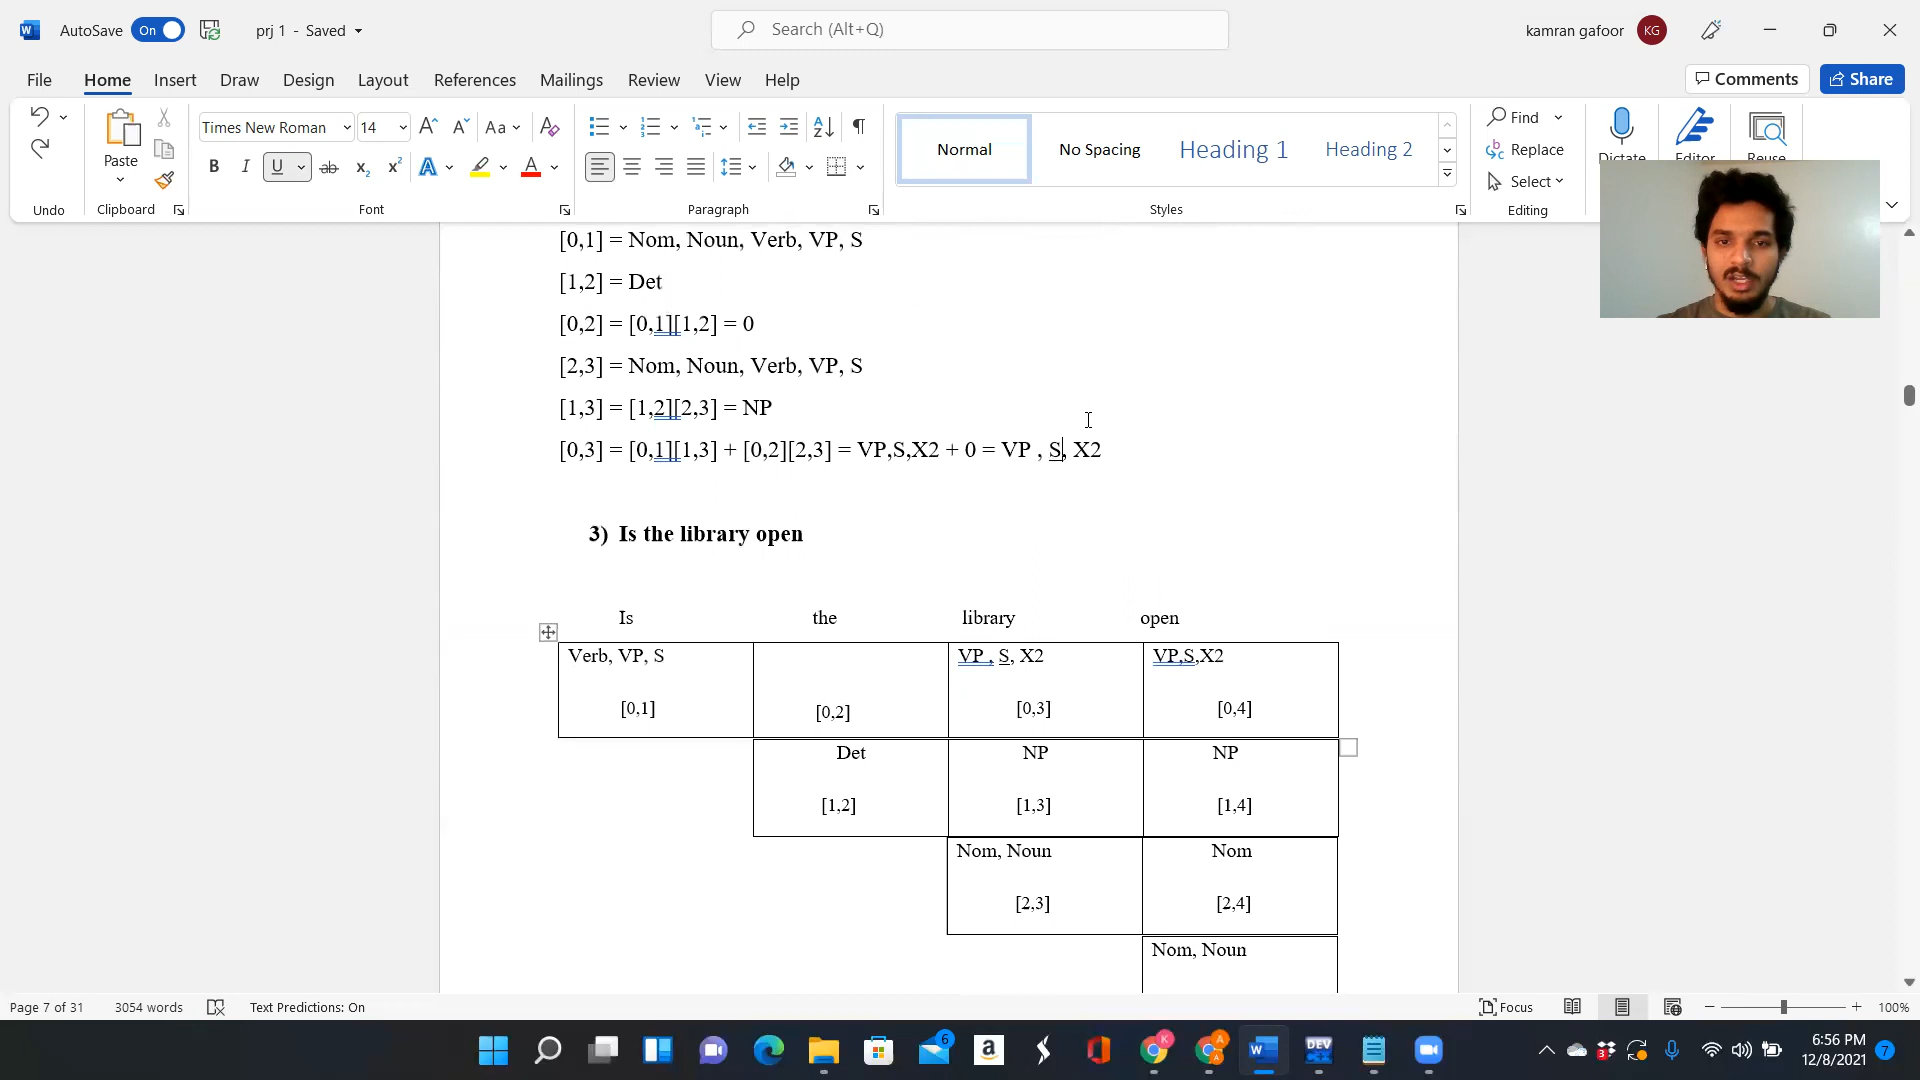 AutoSave On prj 1 - Saved Search (Alt+Q) kamran gafoor KG
File Home Insert Draw Design Layout References Mailings Review View Help Comments Share
Times New Roman 14 Aa Normal No Spacing Heading 1 Heading 2 Find
Paste B I U ab x2 x2 A A Replace Dictate Editor Reuse
Select
Undo Clipboard Font Paragraph Styles Editing
[0,1] = Nom, Noun, Verb, VP, S
[1,2] = Det
[0,2] = [0,1][1,2] = 0
[2,3] = Nom, Noun, Verb, VP, S
[1,3] = [1,2][2,3] = NP
[0,3] = [0,1][1,3] + [0,2][2,3] = VP,S,X2 + 0 = VP , S, X2
3) Is the library open
Is the library open
Verb, VP, S VP , S, X2 VP,S,X2
[0,1] [0,2] [0,3] [0,4]
Det NP NP
[1,2] [1,3] [1,4]
Nom, Noun Nom
[2,3] [2,4]
Nom, Noun
Page 7 of 31 3054 words Text Predictions: On Focus 100%
6:56 PM
12/8/2021 7